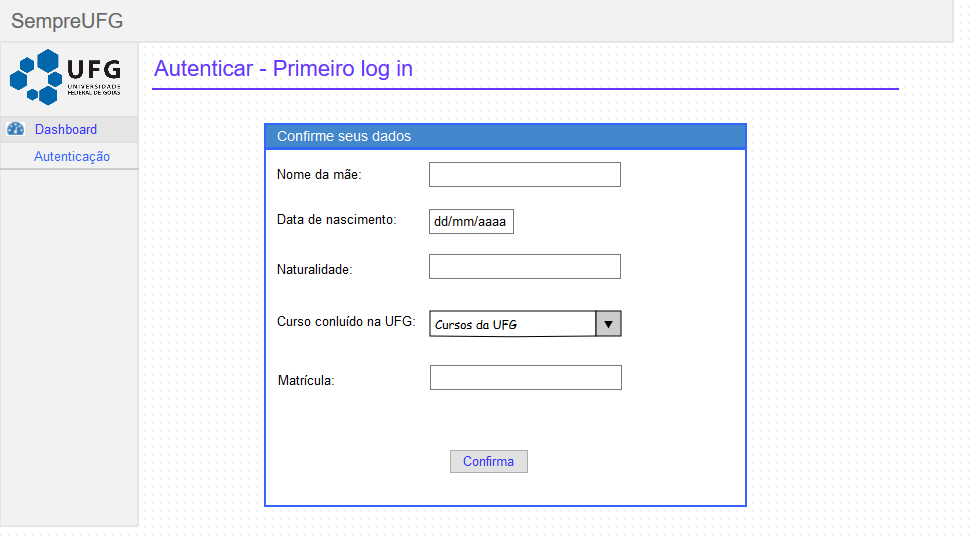 SempreUFG
UFG
UNIVERSIDADE
FEDERAL DE GOIÁS
Autenticar - Primeiro log in
Dashboard
Autenticação
Confirme seus dados
Nome da mãe:
Data de nascimento:
dd/mm/aaaa
Naturalidade:
Curso conluído na UFG:
Cursos da UFG
Matrícula:
Confirma